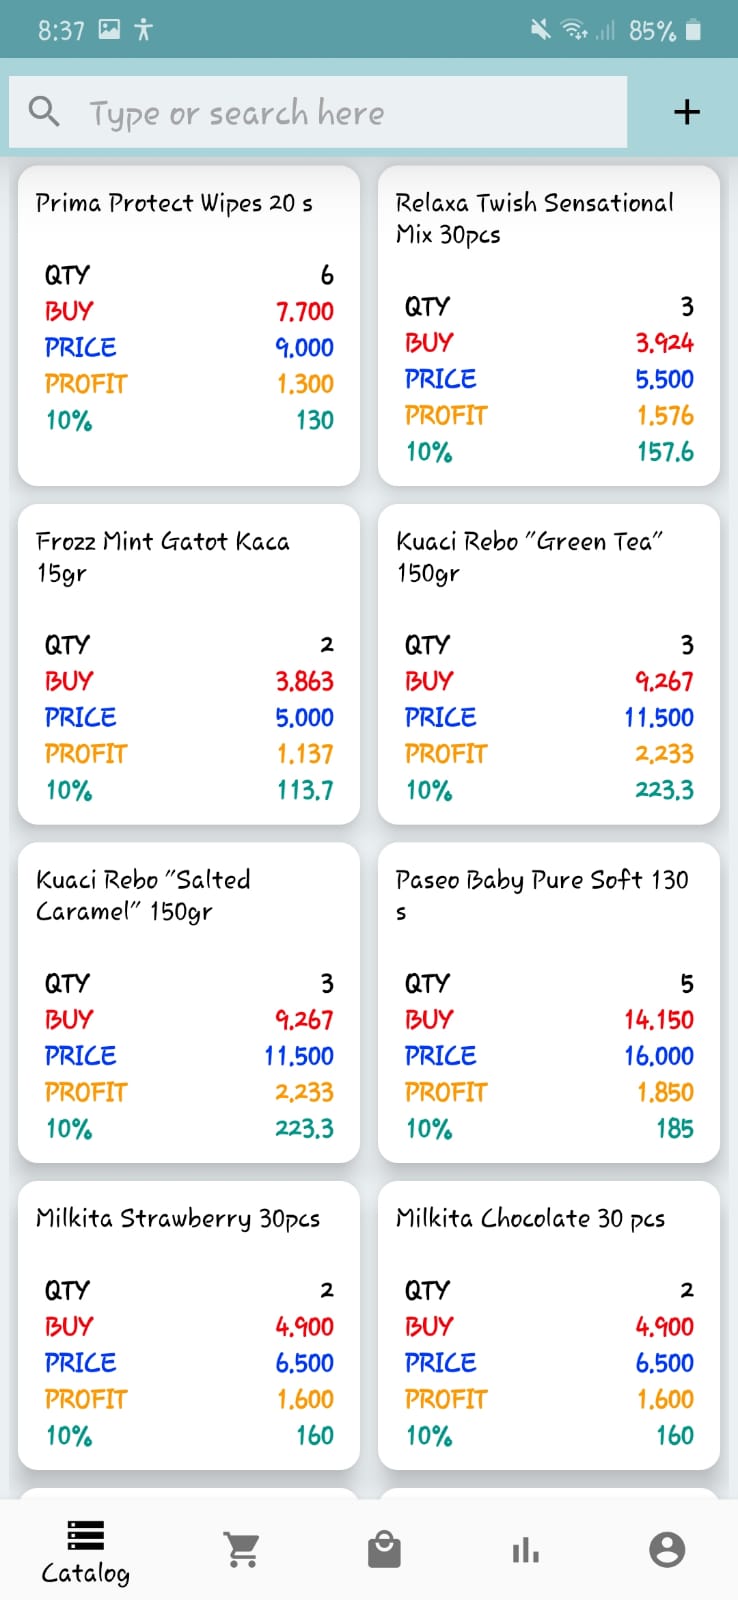 8:37
85%
Type or search here
+
Prima Protect Wipes 20 s
QTY 6
BUY 7.700
PRICE 9.000
PROFIT 1.300
10% 130
Relaxa Twish Sensational
Mix 30pcs
QTY 3
BUY 3.924
PRICE 5.500
PROFIT 1.576
10% 157.6
Frozz Mint Gatot Kaca
15gr
QTY 2
BUY 3.863
PRICE 5.000
PROFIT 1.137
10% 113.7
Kuaci Rebo "Green Tea"
150gr
QTY 3
BUY 9.267
PRICE 11.500
PROFIT 2.233
10% 223.3
Kuaci Rebo "Salted
Caramel" 150gr
QTY 3
BUY 9.267
PRICE 11.500
PROFIT 2.233
10% 223.3
Paseo Baby Pure Soft 130
s
QTY 5
BUY 14.150
PRICE 16.000
PROFIT 1.850
10% 185
Milkita Strawberry 30pcs
QTY 2
BUY 4.900
PRICE 6.500
PROFIT 1.600
10% 160
Milkita Chocolate 30 pcs
QTY 2
BUY 4.900
PRICE 6.500
PROFIT 1.600
10% 160
Catalog